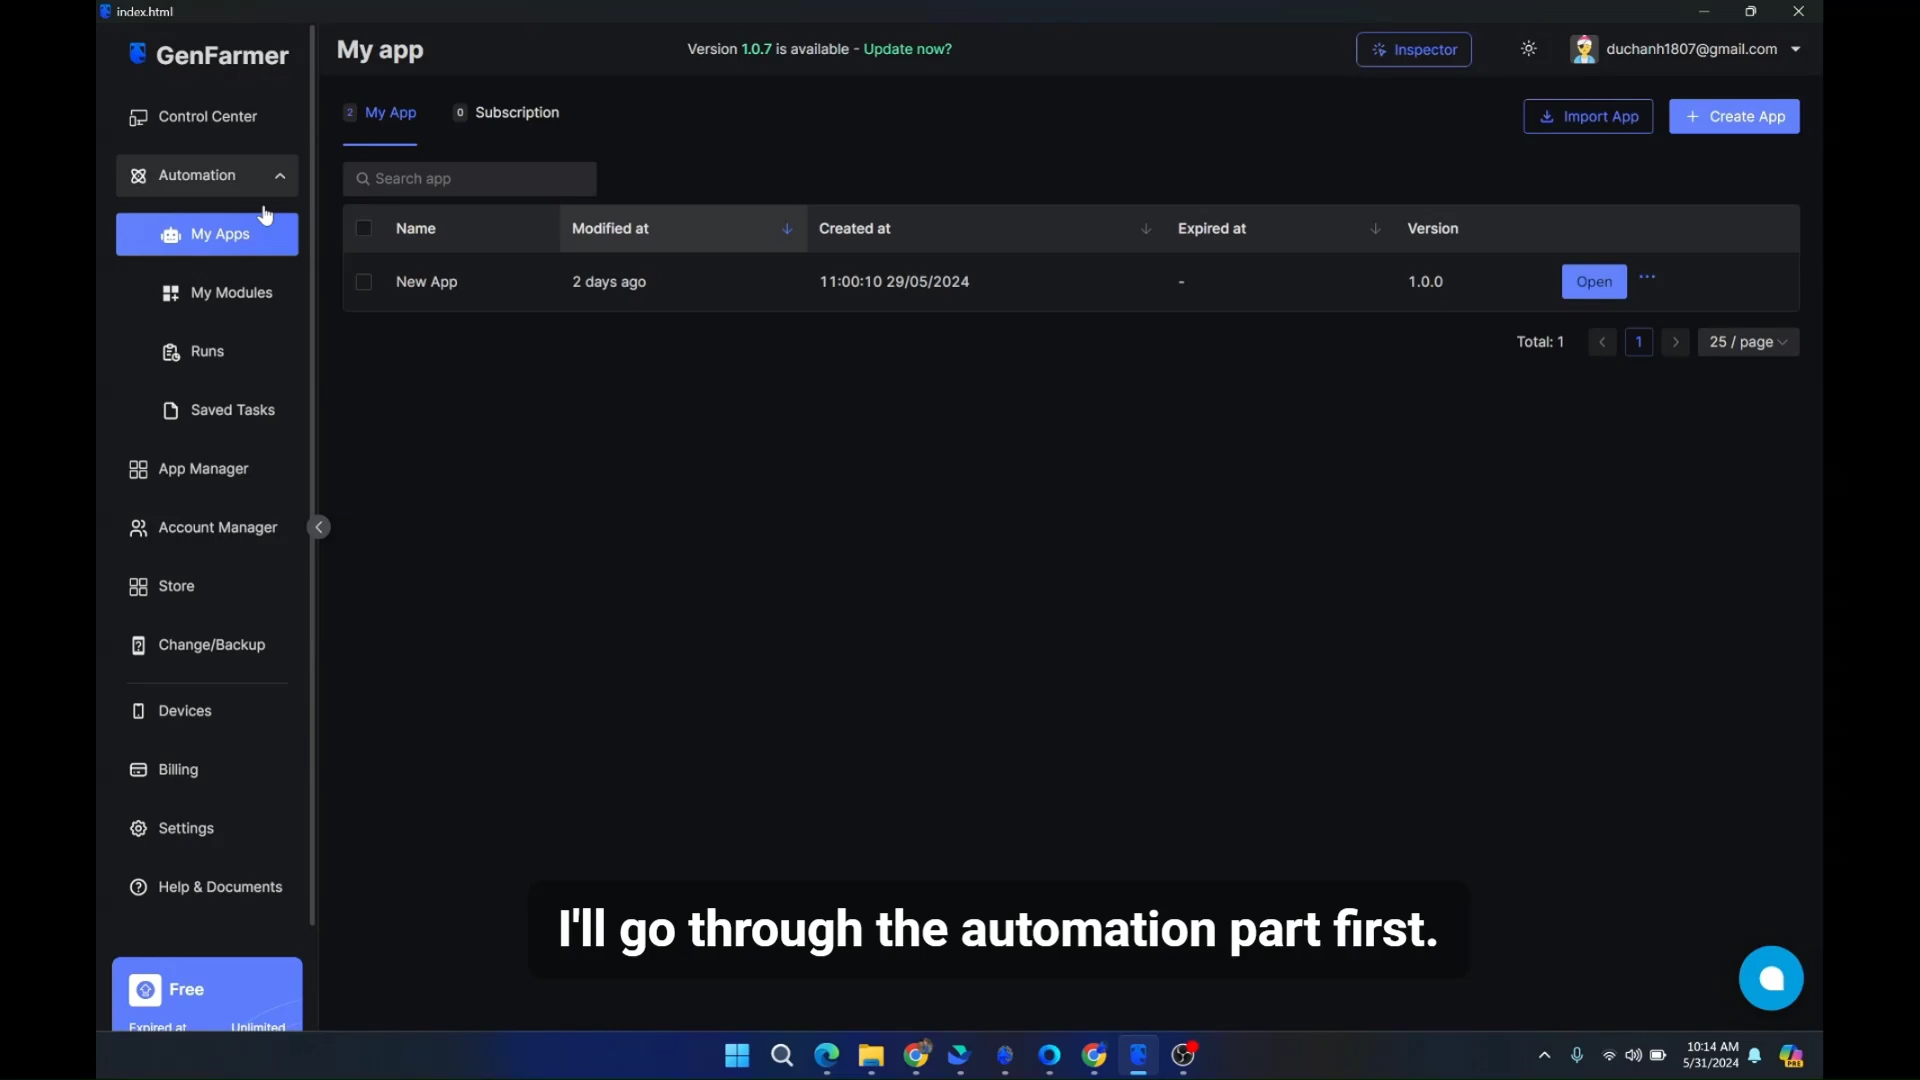 index.html
GenFarmer
My app
Version 1.0.7 is available - Update now?
Inspector
duchanh1807@gmail.com
Control Center
Automation
My Apps
My Modules
Runs
Saved Tasks
App Manager
Account Manager
Store
Change/Backup
Devices
Billing
Settings
Help & Documents
Free
Expired at Unlimited
2 My App
0 Subscription
Import App
+ Create App
Search app
Name Modified at Created at Expired at Version
New App 2 days ago 11:00:10 29/05/2024 - 1.0.0 Open ...
Total: 1 < 1 > 25 / page
I'll go through the automation part first.
10:14 AM
5/31/2024
PRE